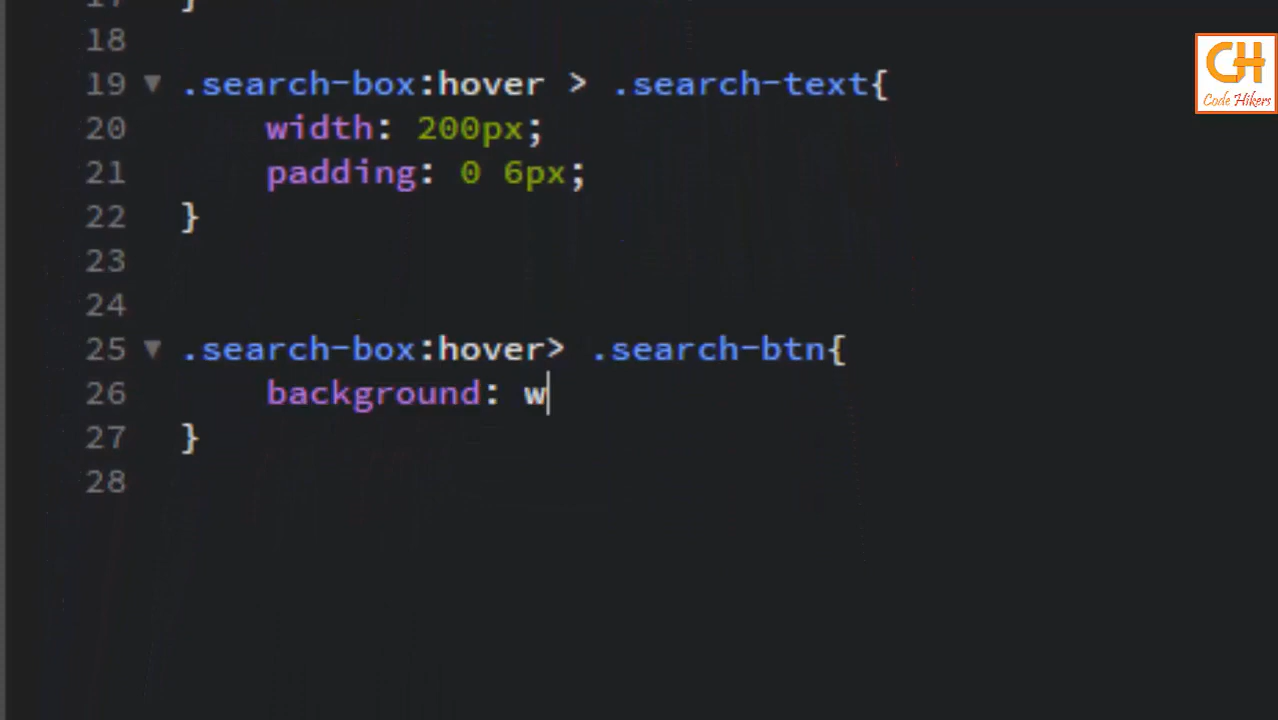 17 }
18
19 ▼ .search-box:hover > .search-text{
20 width: 200px;
21 padding: 0 6px;
22 }
23
24
25 ▼ .search-box:hover> .search-btn{
26 background: w
27 }
28
CH
Code Hikers